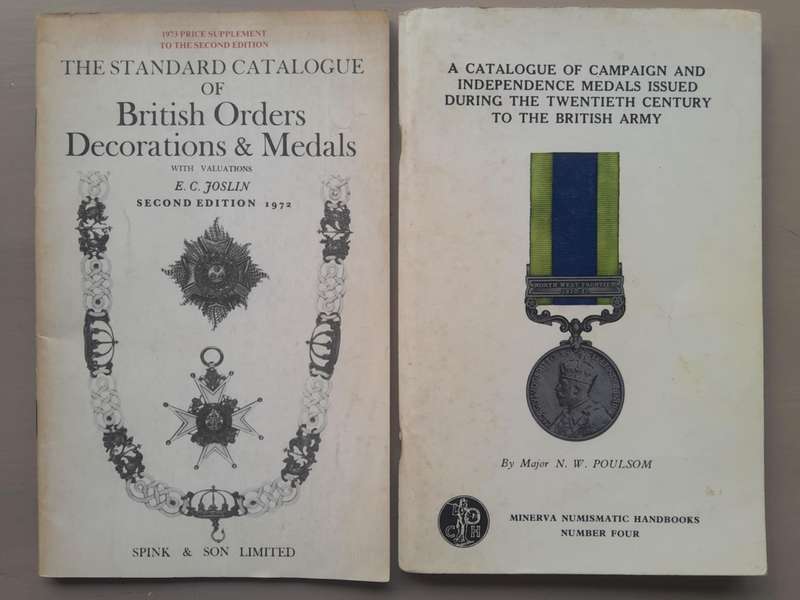 1973 PRICE SUPPLEMENT
TO THE SECOND EDITION
THE STANDARD CATALOGUE
OF
British Orders
Decorations & Medals
WITH VALUATIONS
E. C. JOSLIN
SECOND EDITION 1972
SPINK & SON LIMITED
A CATALOGUE OF CAMPAIGN AND
INDEPENDENCE MEDALS ISSUED
DURING THE TWENTIETH CENTURY
TO THE BRITISH ARMY
NORTH WEST FRONTIER
By Major N. W. POULSOM
MINERVA NUMISMATIC HANDBOOKS
NUMBER FOUR